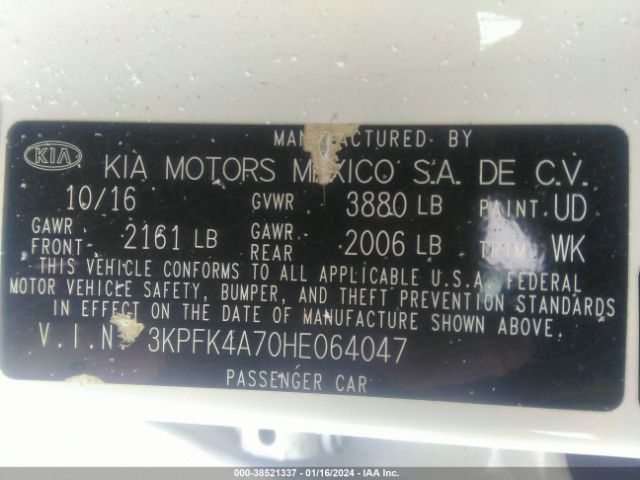 MANUFACTURED BY
KIA KIA MOTORS MEXICO S.A. DE C.V.
10/16 GVWR 3880 LB PAINT UD
GAWR FRONT 2161 LB GAWR REAR 2006 LB TRIM WK
THIS VEHICLE CONFORMS TO ALL APPLICABLE U.S.A. FEDERAL
MOTOR VEHICLE SAFETY, BUMPER, AND THEFT PREVENTION STANDARDS
IN EFFECT ON THE DATE OF MANUFACTURE SHOWN ABOVE.
V.I.N. 3KPFK4A70HE064047
PASSENGER CAR
000-38521337 - 01/16/2024 - IAA Inc.